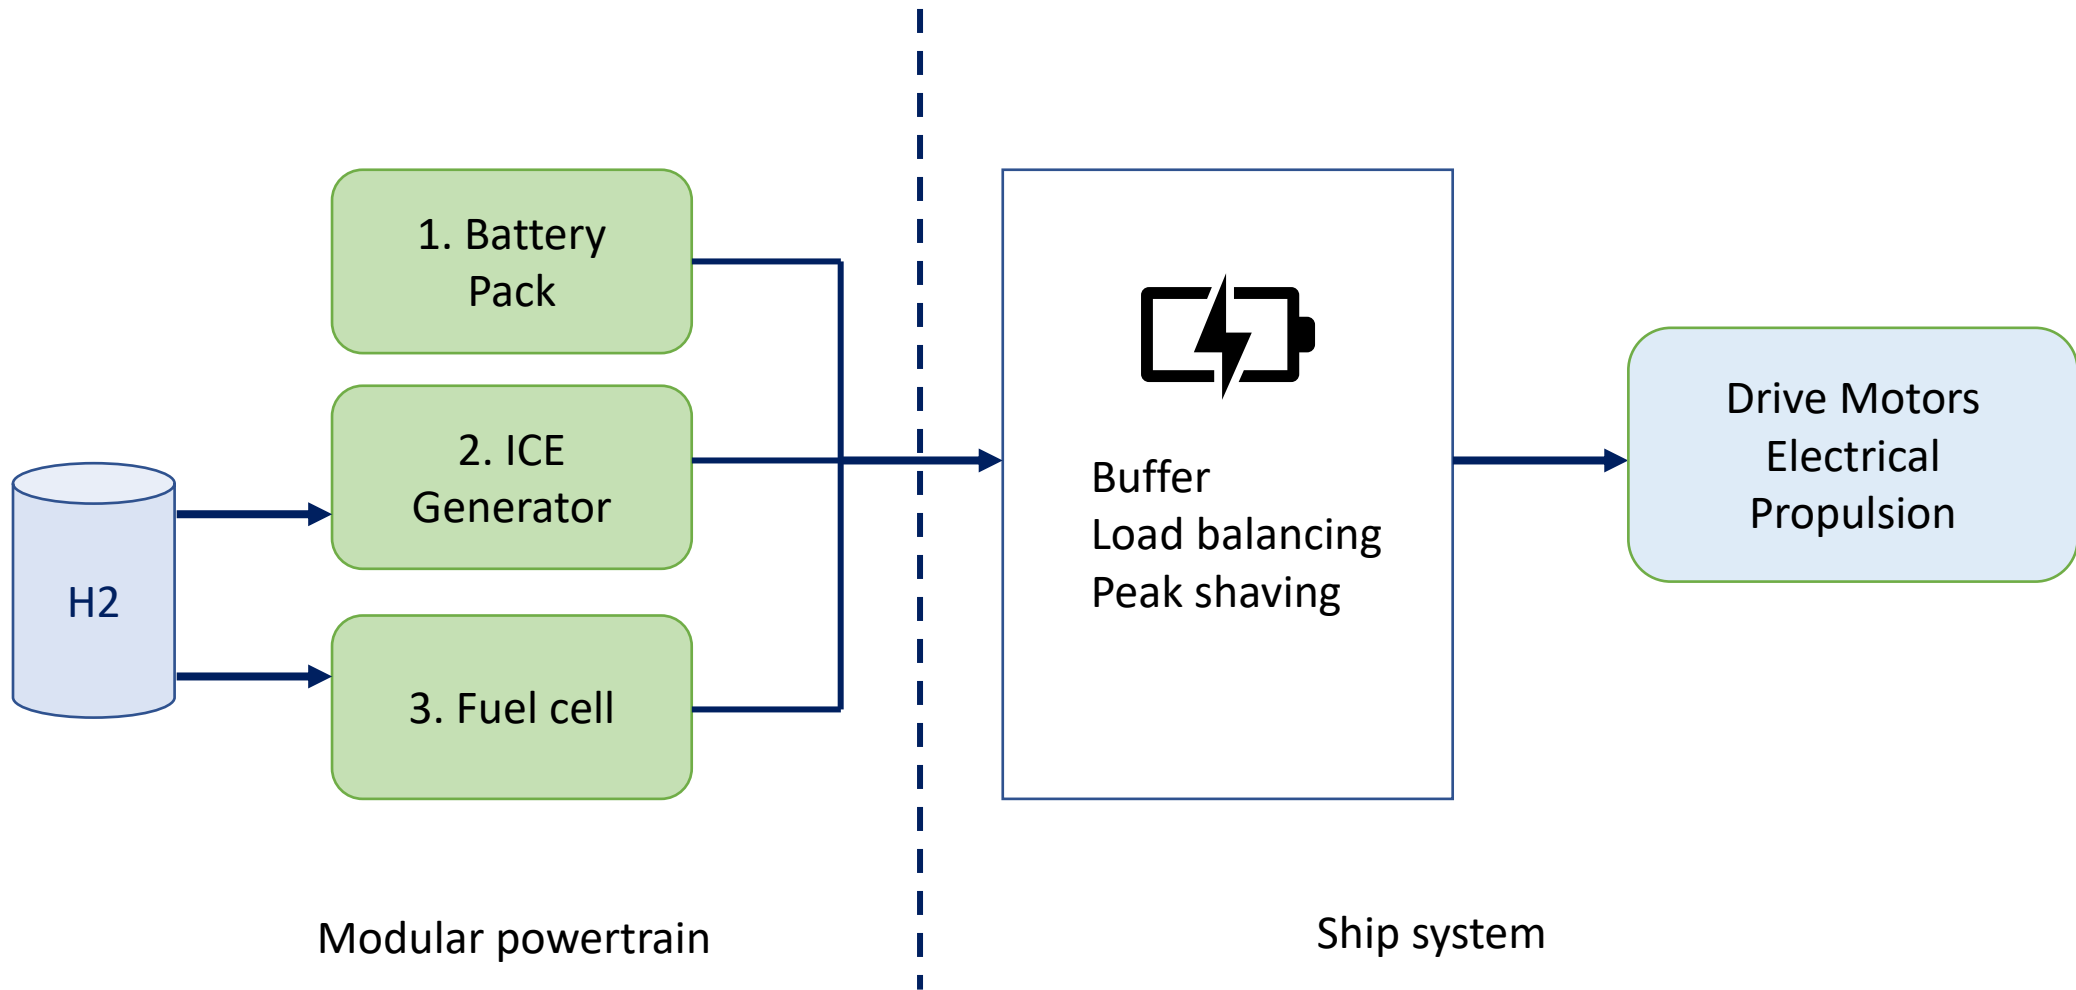 1. Battery
Pack
2. ICE
Generator
H2
3. Fuel cell
Modular powertrain
Buffer
Load balancing
Peak shaving
Drive Motors
Electrical
Propulsion
Ship system